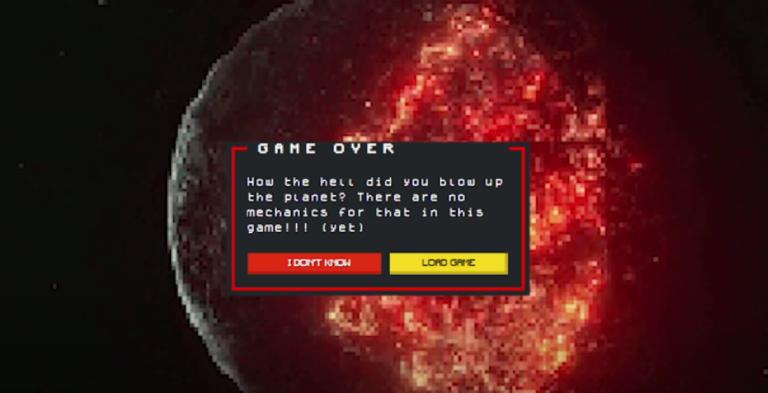 GAME OVER
How the hell did you blow up
the planet? There are no
mechanics for that in this
game!!! (yet)
I DON'T KNOW
LOAD GAME